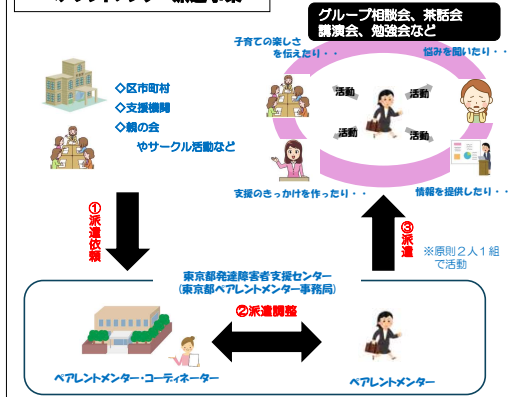 グループ相談会、茶話会
講演会、勉強会など
子育ての楽しさ
を伝えたり・・
悩みを聞いたり・・
◇区市町村
◇支援機関
◇親の会
やサークル活動など
活動
活動
活動
活動
支援のきっかけを作ったり・・
情報を提供したり・・
①派遣依頼
③派遣
※原則2人1組
で活動
東京都発達障害者支援センター
(東京都ペアレントメンター事務局)
②派遣調整
ペアレントメンター・コーディネーター
ペアレントメンター